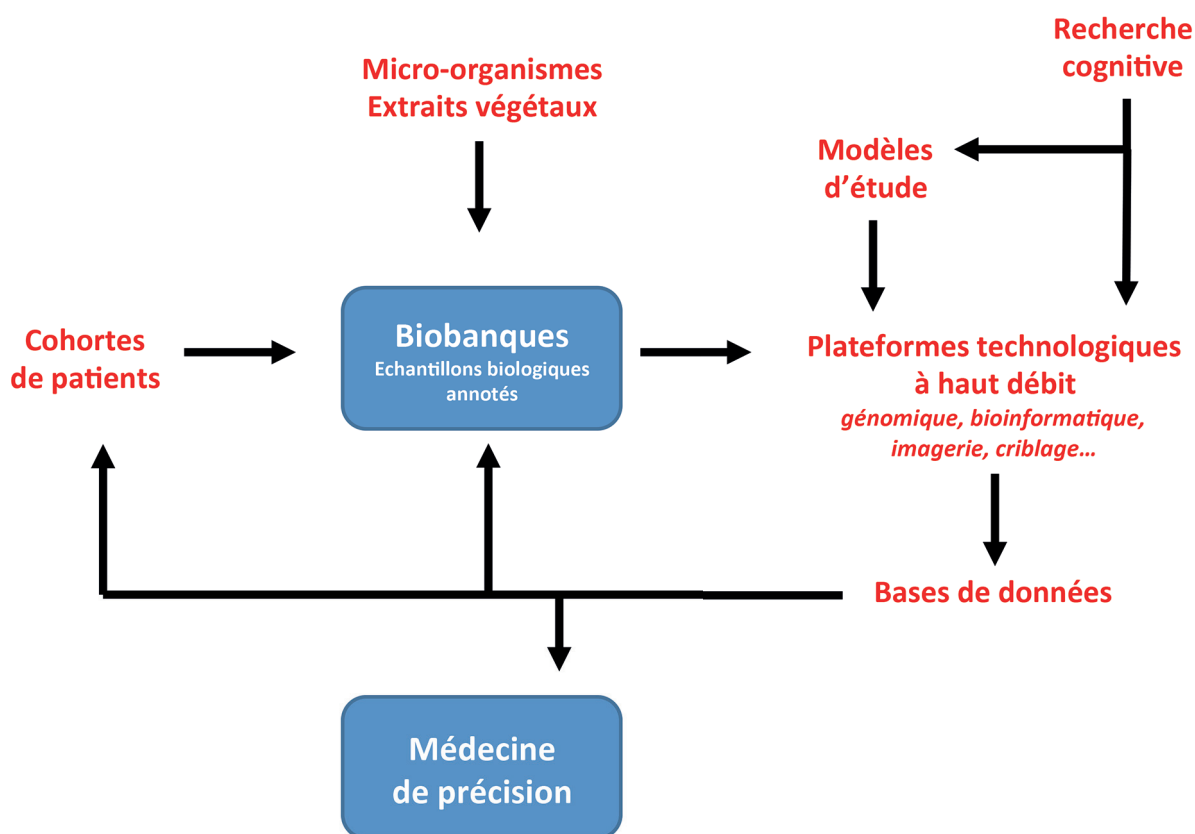 Recherche
cognitive
Micro-organismes
Extraits végétaux
Modèles
d’étude
Cohortes
de patients
Biobanques
Echantillons biologiques
annotés
Plateformes technologiques
à haut débit
génomique, bioinformatique,
imagerie, criblage…
Bases de données
Médecine
de précision